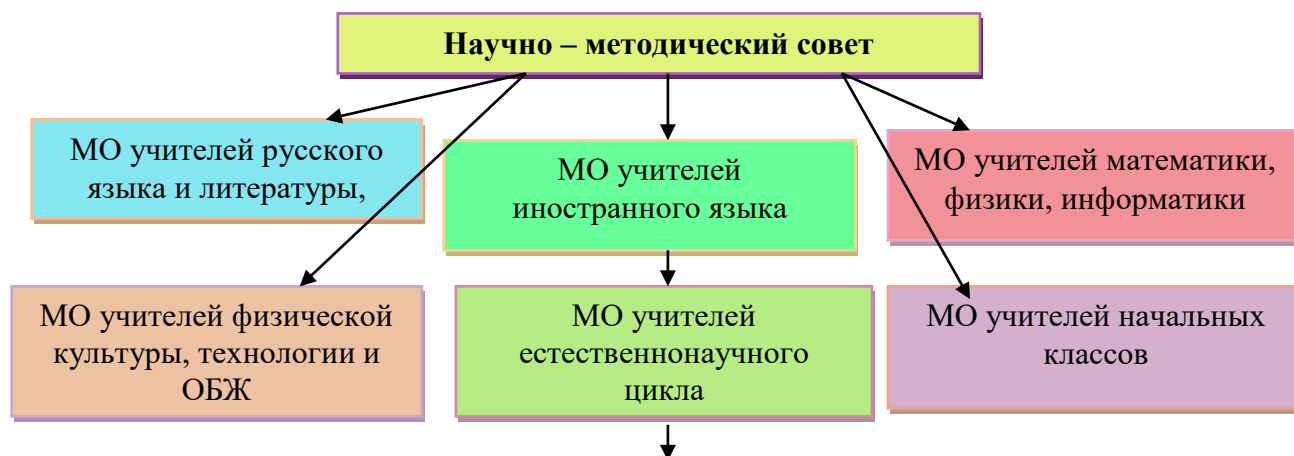 Научно – методический совет
МО учителей русского
языка и литературы,
МО учителей
иностранного языка
МО учителей математики,
физики, информатики
МО учителей физической
культуры, технологии и
ОБЖ
МО учителей
естественнонаучного
цикла
МО учителей начальных
классов